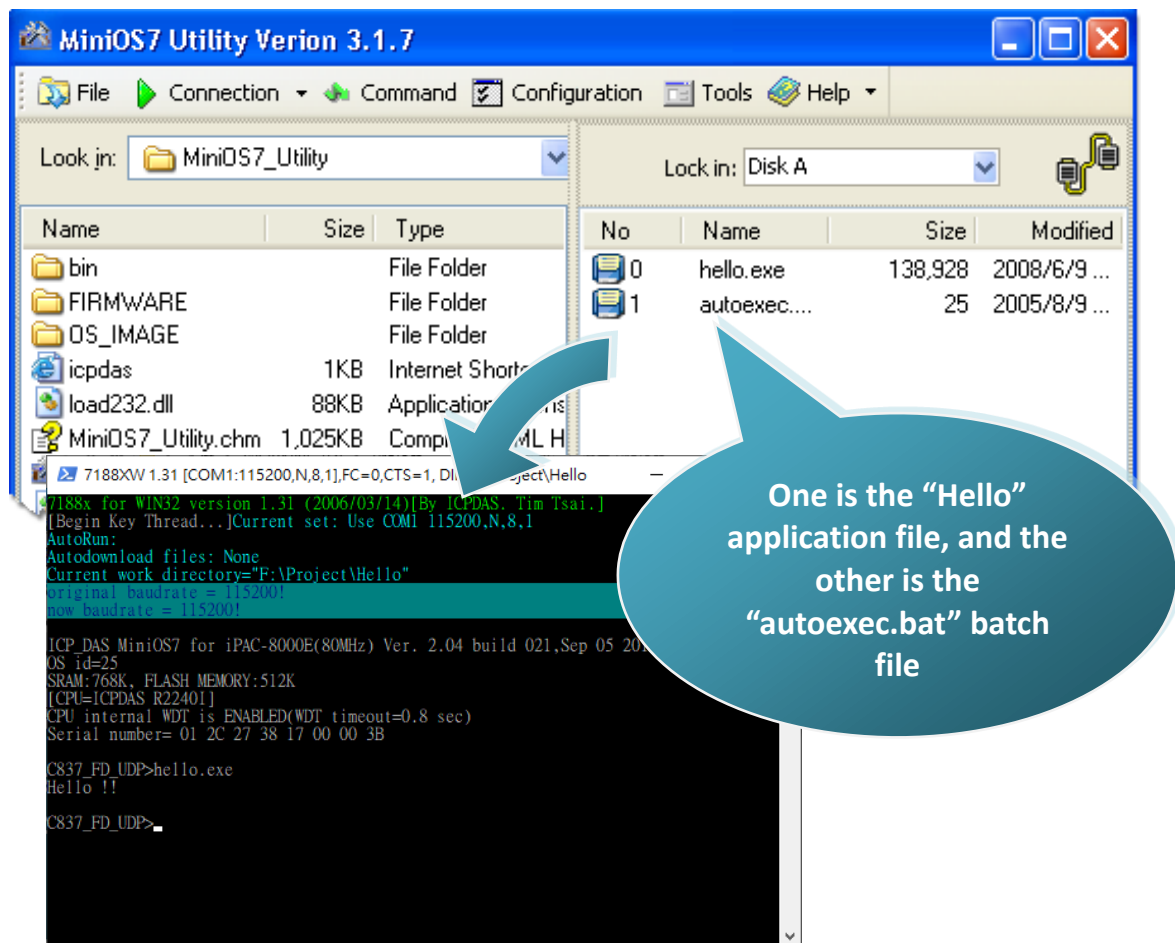 MiniOS7 Utility Verion 3.1.7
File Connection Command Configuration Tools Help
Look in: MiniOS7_Utility
Lock in: Disk A
Name Size Type
bin File Folder
FIRMWARE File Folder
OS_IMAGE File Folder
icpdas 1KB Internet
load232.dll 88KB
MiniOS7_Utility.chm 1,025KB
No Name Size Modified
0 hello.exe 138,928 2008/6/9 ...
1 autoexec.... 25 2005/8/9 ...
7188XW 1.31 [COM1:115200,N,8,1],FC=0,CTS=1,
7188x for WIN32 version 1.31 (2006/03/14)[By ICPDAS. Tim Tsai.]
[Begin Key Thread...]Current set: Use COM1 115200,N,8,1
AutoRun:
Autodownload files: None
Current work directory="F:\Project\Hello"
original baudrate = 115200!
now baudrate = 115200!
ICP_DAS MiniOS7 for iPAC-8000E(80MHz) Ver. 2.04 build 021,Sep 05
OS id=25
SRAM:768K, FLASH MEMORY:512K
[CPU=ICPDAS R2240I]
CPU internal WDT is ENABLED(WDT timeout=0.8 sec)
Serial number= 01 2C 27 38 17 00 00 3B
C837_FD_UDP>hello.exe
Hello !!
C837_FD_UDP>
One is the “Hello”
application file, and the
other is the
“autoexec.bat” batch
file